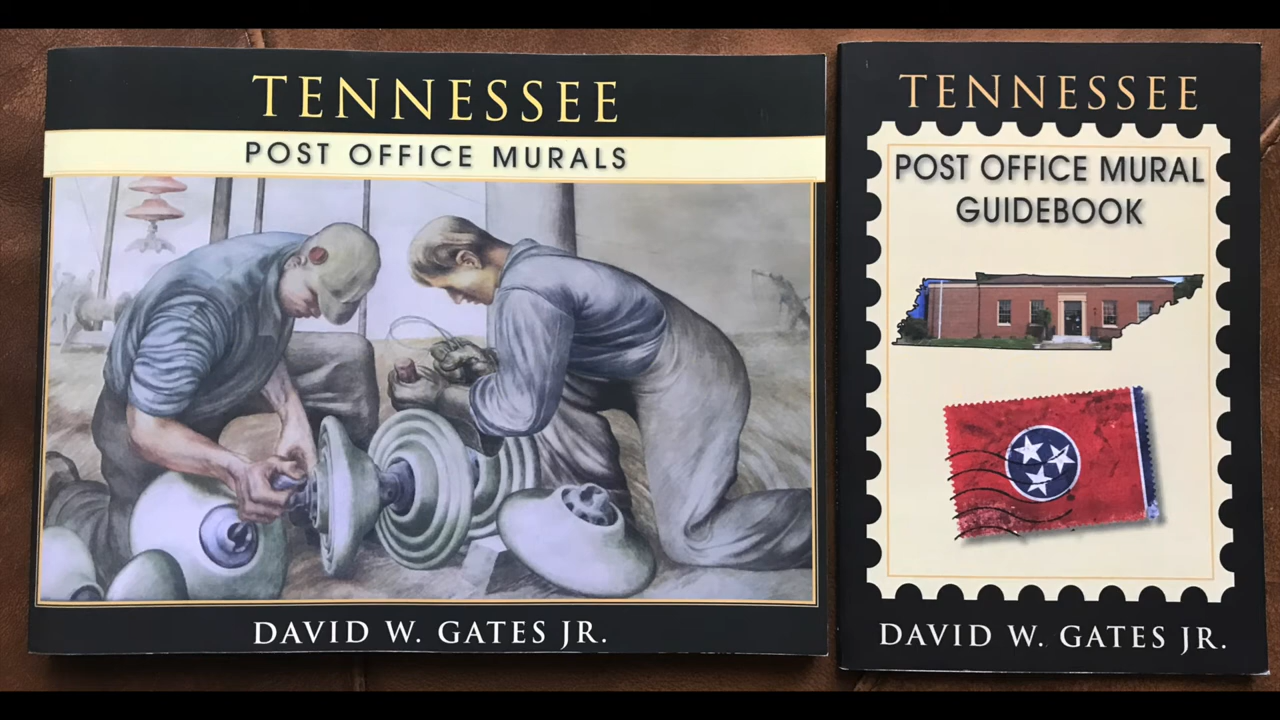 TENNESSEE
POST OFFICE MURALS
DAVID W. GATES JR.
TENNESSEE
POST OFFICE MURAL
GUIDEBOOK
DAVID W. GATES JR.